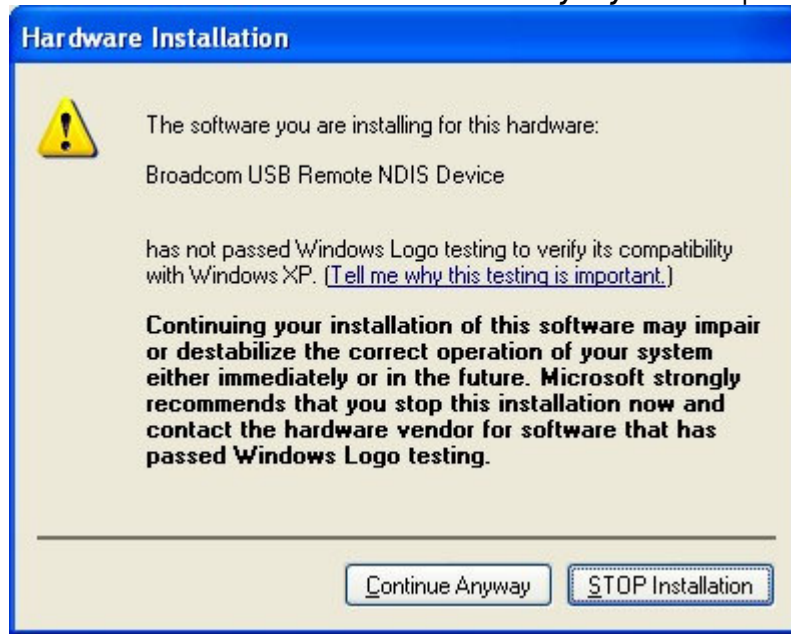 Hardware Installation
The software you are installing for this hardware:
Broadcom USB Remote NDIS Device
has not passed Windows Logo testing to verify its compatibility
with Windows XP. (Tell me why this testing is important.)
Continuing your installation of this software may impair
or destabilize the correct operation of your system
either immediately or in the future. Microsoft strongly
recommends that you stop this installation now and
contact the hardware vendor for software that has
passed Windows Logo testing.
Continue Anyway
STOP Installation